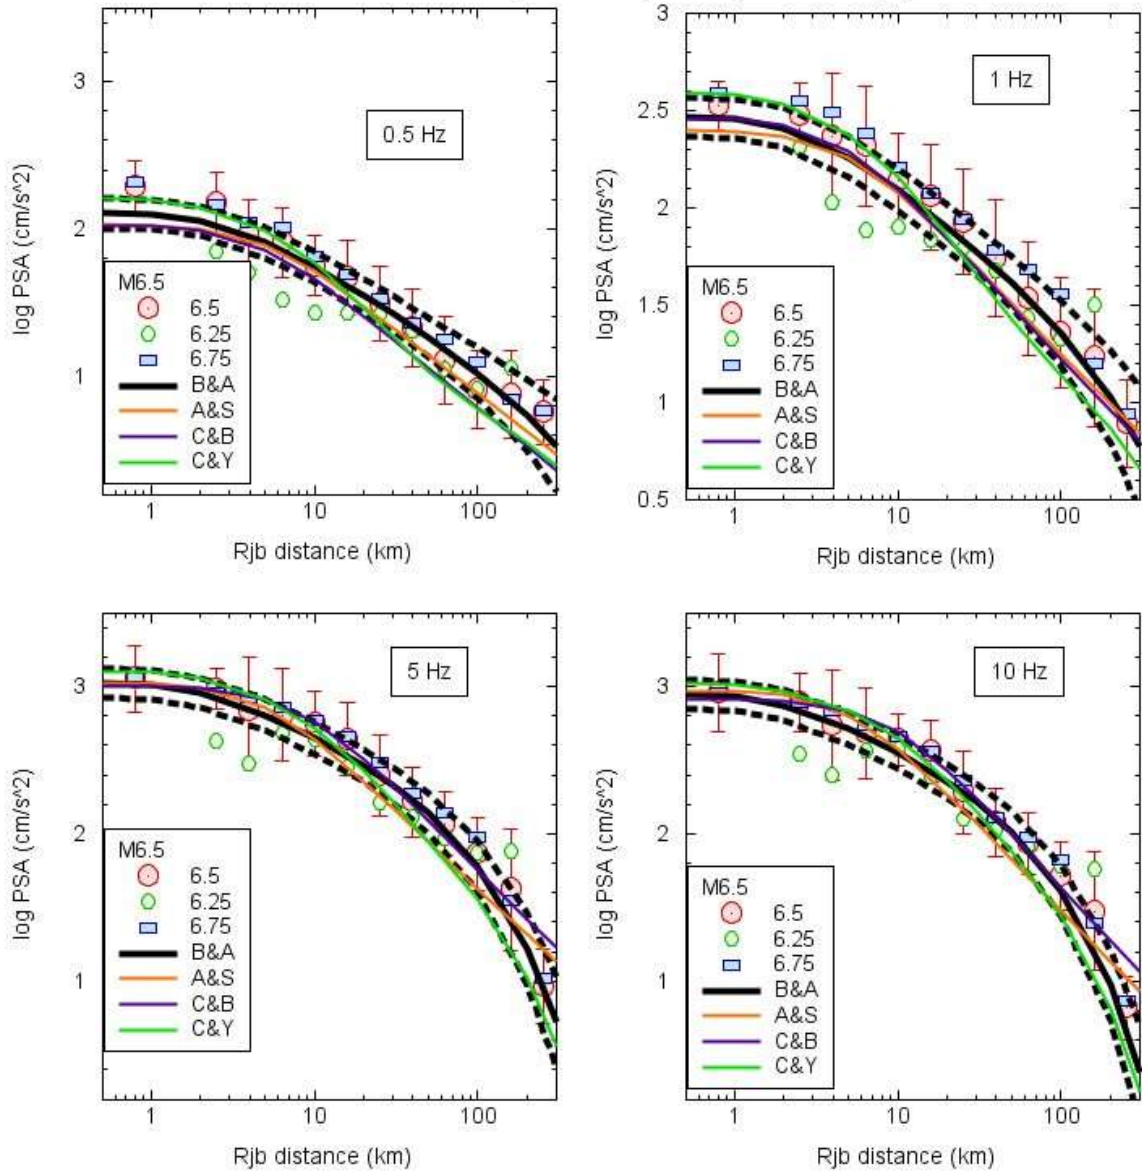 3
2
1
log PSA (cm/s^2)
0.5 Hz
M6.5
6.5
6.25
6.75
B&A
A&S
C&B
C&Y
1 10 100
Rjb distance (km)
3
2.5
2
1.5
1
0.5
log PSA (cm/s^2)
1 Hz
M6.5
6.5
6.25
6.75
B&A
A&S
C&B
C&Y
1 10 100
Rjb distance (km)
3
2
1
log PSA (cm/s^2)
5 Hz
M6.5
6.5
6.25
6.75
B&A
A&S
C&B
C&Y
1 10 100
Rjb distance (km)
3
2
1
log PSA (cm/s^2)
10 Hz
M6.5
6.5
6.25
6.75
B&A
A&S
C&B
C&Y
1 10 100
Rjb distance (km)